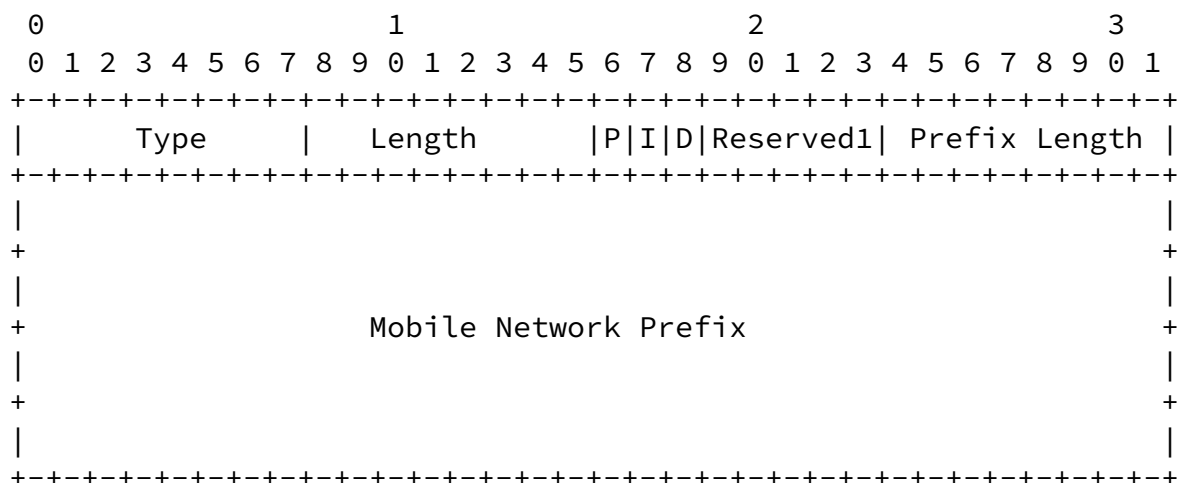 0                   1                   2                   3
 0 1 2 3 4 5 6 7 8 9 0 1 2 3 4 5 6 7 8 9 0 1 2 3 4 5 6 7 8 9 0 1
+-+-+-+-+-+-+-+-+-+-+-+-+-+-+-+-+-+-+-+-+-+-+-+-+-+-+-+-+-+-+-+-+
|      Type     |   Length      |P|I|D|Reserved1| Prefix Length |
+-+-+-+-+-+-+-+-+-+-+-+-+-+-+-+-+-+-+-+-+-+-+-+-+-+-+-+-+-+-+-+-+
|                                                               |
+                                                               +
|                                                               |
+                   Mobile Network Prefix                       +
|                                                               |
+                                                               +
|                                                               |
+-+-+-+-+-+-+-+-+-+-+-+-+-+-+-+-+-+-+-+-+-+-+-+-+-+-+-+-+-+-+-+-+